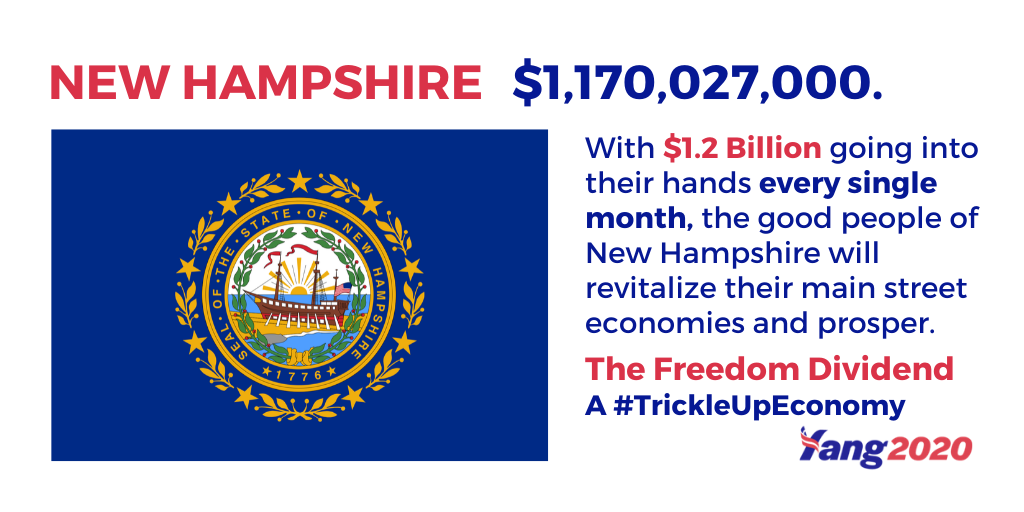 NEW HAMPSHIRE $1,170,027,000.
SEAL · OF · THE · STATE · OF · NEW HAMPSHIRE
1776
With $1.2 Billion going into
their hands every single
month, the good people of
New Hampshire will
revitalize their main street
economies and prosper.
The Freedom Dividend
A #TrickleUpEconomy
Yang2020